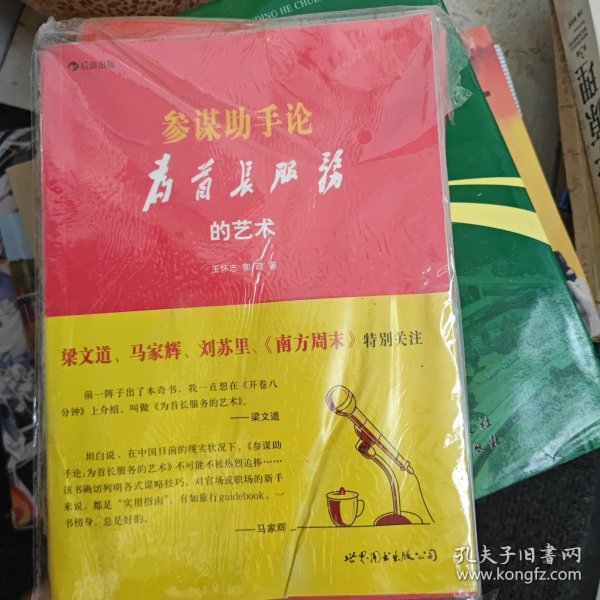 DING HE CHU
后浪出版
参谋助手论
为首长服务
的艺术
王怀志 郭政 著
梁文道、马家辉、刘苏里、《南方周末》特别关注
前一阵子出了本奇书，我一直想在《开卷八
分钟》上介绍，叫做《为首长服务的艺术》。
——梁文道
坦白说，在中国目前的现实状况下，《参谋助
手论：为首长服务的艺术》不可能不被热烈追捧……
该书确切列明各式谋略技巧，对官场或职场的新手
来说，都是“实用指南”，有如旅行guidebook，一
书傍身，总是好的。
——马家辉
世界图书出版公司
原理
孔夫子旧书网
www.kongfz.com